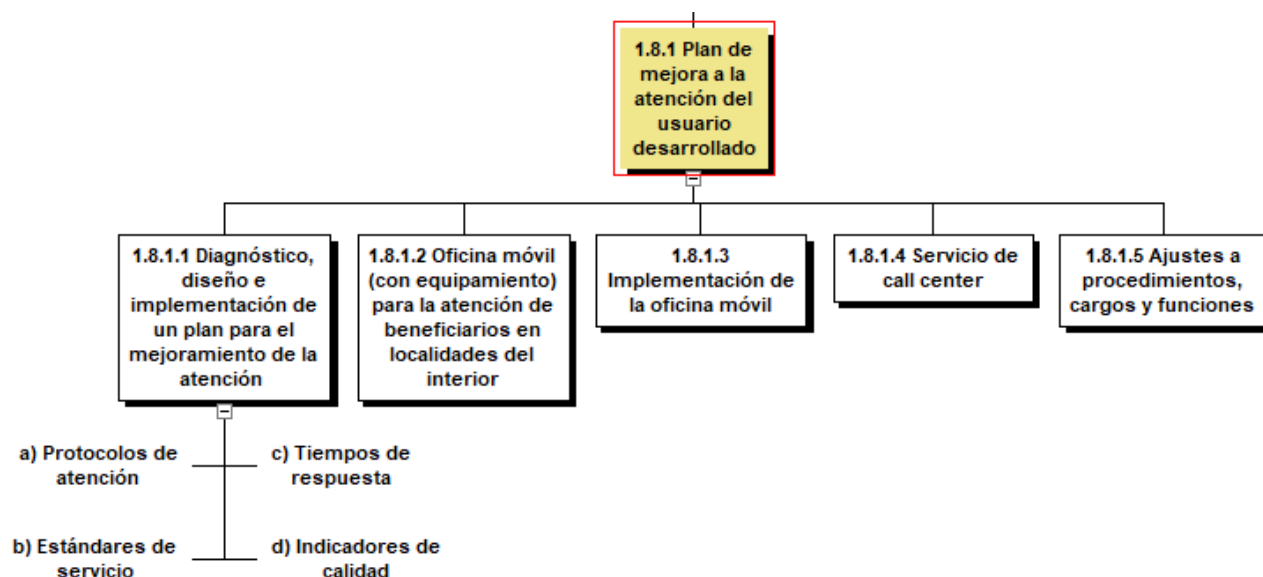 1.8.1 Plan de
mejora a la
atención del
usuario
desarrollado
1.8.1.1 Diagnóstico,
diseño e
implementación de
un plan para el
mejoramiento de la
atención
1.8.1.2 Oficina móvil
(con equipamiento)
para la atención de
beneficiarios en
localidades del
interior
1.8.1.3
Implementación de
la oficina móvil
1.8.1.4 Servicio de
call center
1.8.1.5 Ajustes a
procedimientos,
cargos y funciones
a) Protocolos de
atención
c) Tiempos de
respuesta
b) Estándares de
servicio
d) Indicadores de
calidad